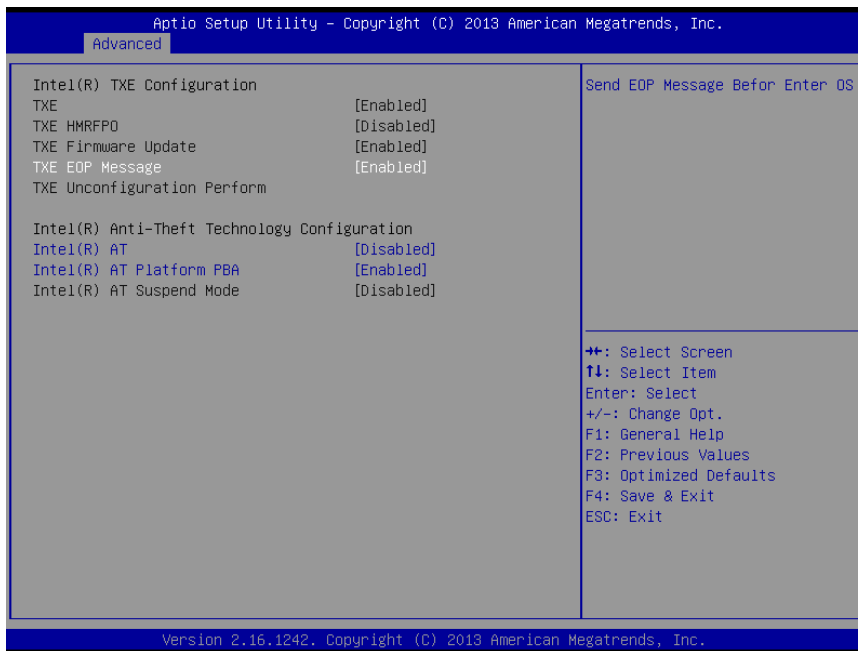 Aptio Setup Utility – Copyright (C) 2013 American Megatrends, Inc.
Advanced
Intel(R) TXE Configuration
TXE [Enabled]
TXE HMRFPO [Disabled]
TXE Firmware Update [Enabled]
TXE EOP Message [Enabled]
TXE Unconfiguration Perform
Intel(R) Anti-Theft Technology Configuration
Intel(R) AT [Disabled]
Intel(R) AT Platform PBA [Enabled]
Intel(R) AT Suspend Mode [Disabled]
Send EOP Message Befor Enter OS
→←: Select Screen
↑↓: Select Item
Enter: Select
+/-: Change Opt.
F1: General Help
F2: Previous Values
F3: Optimized Defaults
F4: Save & Exit
ESC: Exit
Version 2.16.1242. Copyright (C) 2013 American Megatrends, Inc.